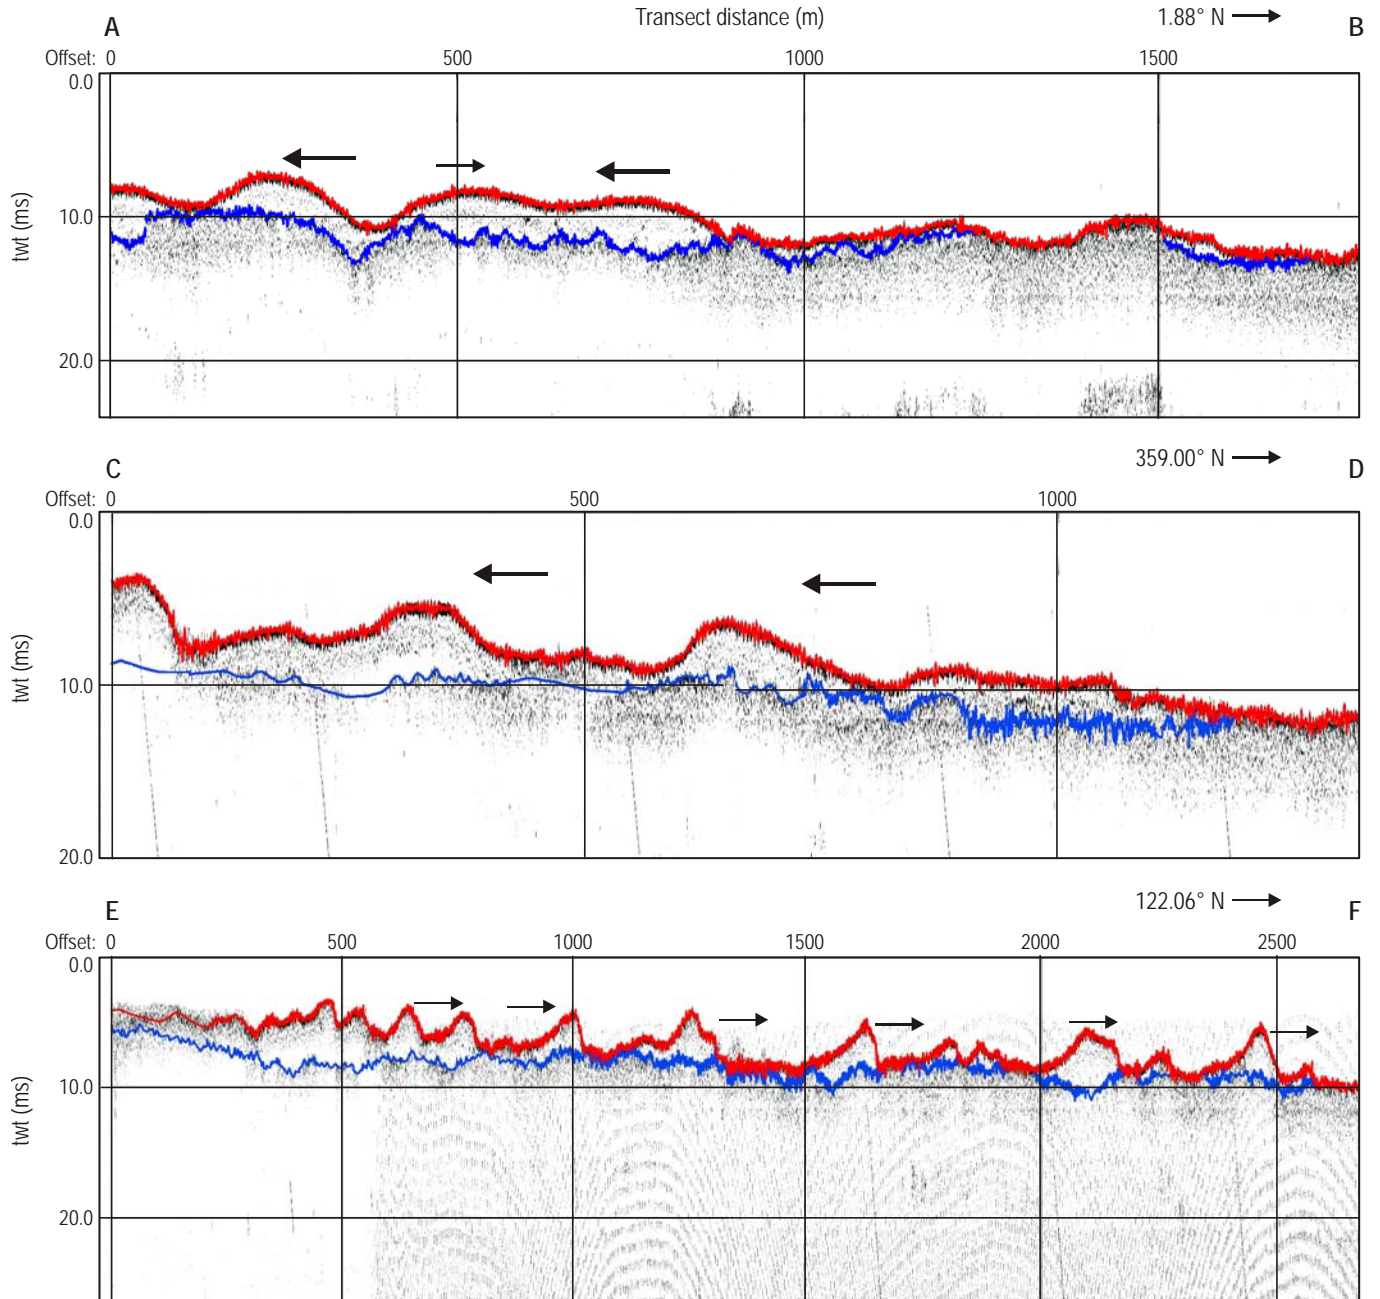 A Transect distance (m) 1.88° N B
Offset: 0 500 1000 1500
0.0
10.0
twt (ms)
20.0
359.00° N
C D
Offset: 0 500 1000
0.0
10.0
twt (ms)
20.0
122.06° N
E F
Offset: 0 500 1000 1500 2000 2500
0.0
10.0
twt (ms)
20.0